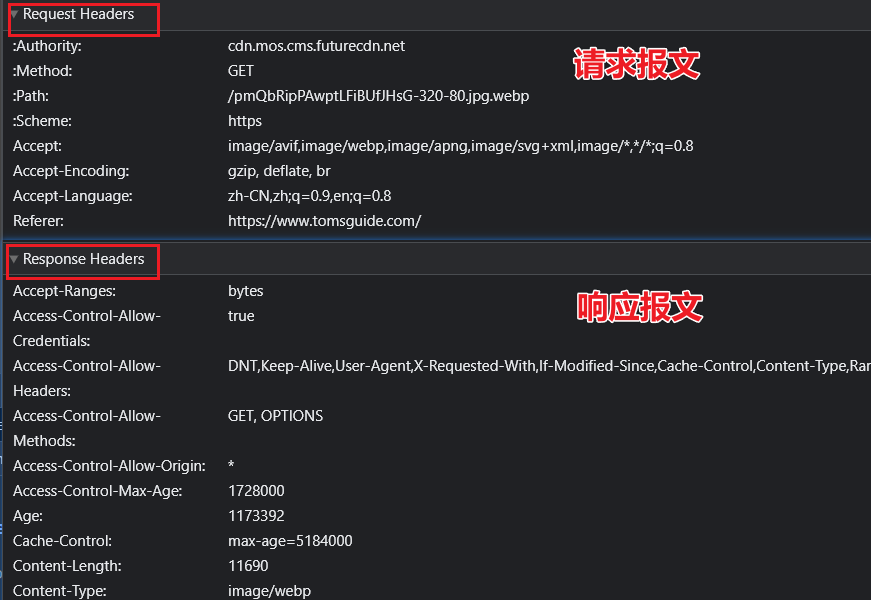 Request Headers
:Authority: cdn.mos.cms.futurecdn.net
请求报文
:Method: GET
:Path: /pmQbRipPAwptLFiBUfJHsG-320-80.jpg.webp
:Scheme: https
Accept: image/avif,image/webp,image/apng,image/svg+xml,image/*,*/*;q=0.8
Accept-Encoding: gzip, deflate, br
Accept-Language: zh-CN,zh;q=0.9,en;q=0.8
Referer: https://www.tomsguide.com/
Response Headers
Accept-Ranges: bytes
响应报文
Access-Control-Allow- true
Credentials:
Access-Control-Allow- DNT,Keep-Alive,User-Agent,X-Requested-With,If-Modified-Since,Cache-Control,Content-Type,Ran
Headers:
Access-Control-Allow- GET, OPTIONS
Methods:
Access-Control-Allow-Origin: *
Access-Control-Max-Age: 1728000
Age: 1173392
Cache-Control: max-age=5184000
Content-Length: 11690
Content-Type: image/webp